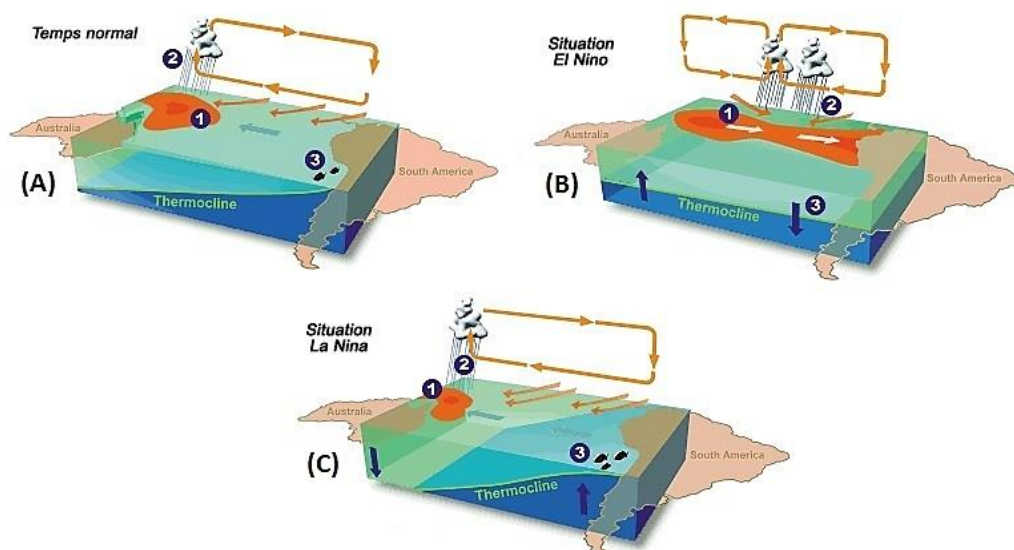 Temps normal
2
1
3
Australia
South America
(A)
Thermocline
Situation
El Nino
1
2
3
Australia
South America
(B)
Thermocline
Situation
La Nina
1
2
3
Australia
South America
(C)
Thermocline